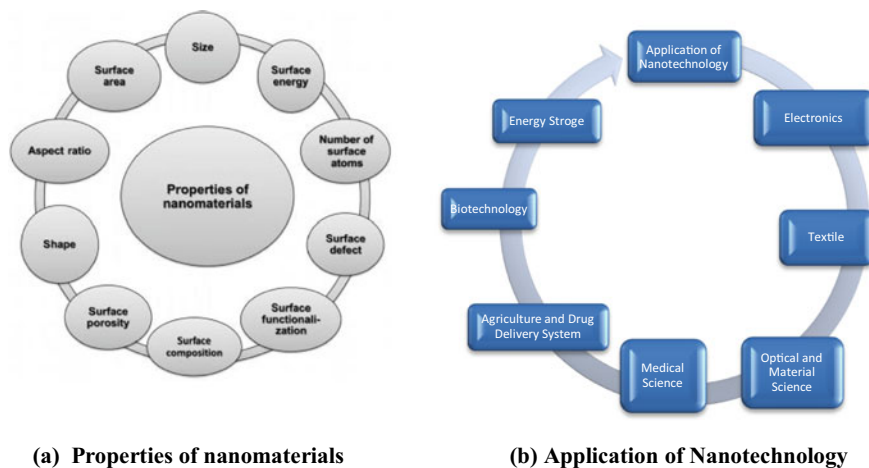 Size
Surface
energy
Number of
surface
atoms
Surface
defect
Surface
functionali-
zation
Surface
composition
Surface
porosity
Shape
Aspect ratio
Surface
area
Properties of
nanomaterials
(a) Properties of nanomaterials
Application of
Nanotechnology
Electronics
Textile
Optical and
Material
Science
Medical
Science
Agriculture and Drug
Delivery System
Biotechnology
Energy Stroge
(b) Application of Nanotechnology